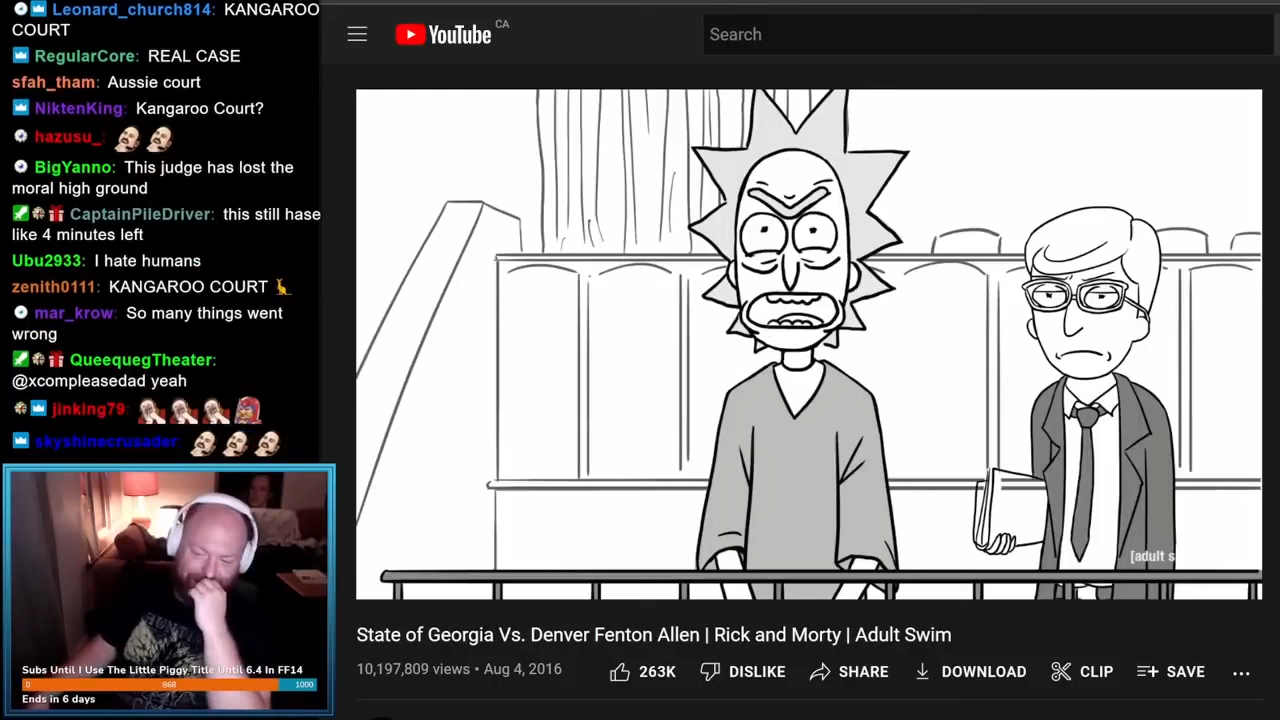 Leonard_church814: KANGAROO
COURT
RegularCore: REAL CASE
sfah_tham: Aussie court
NiktenKing: Kangaroo Court?
hazusu_:
BigYanno: This judge has lost the
moral high ground
CaptainPileDriver: this still hase
like 4 minutes left
Ubu2933: I hate humans
zenith0111: KANGAROO COURT
mar_krow: So many things went
wrong
QueequegTheater:
@xcompleasedad yeah
jinking79:
skyshinecrusader:
Subs Until I Use The Little Piggy Title Until 6.4 In FF14
0 868 1000
Ends in 6 days
YouTube CA
Search
[adult s
State of Georgia Vs. Denver Fenton Allen | Rick and Morty | Adult Swim
10,197,809 views • Aug 4, 2016
263K DISLIKE SHARE DOWNLOAD CLIP SAVE ...